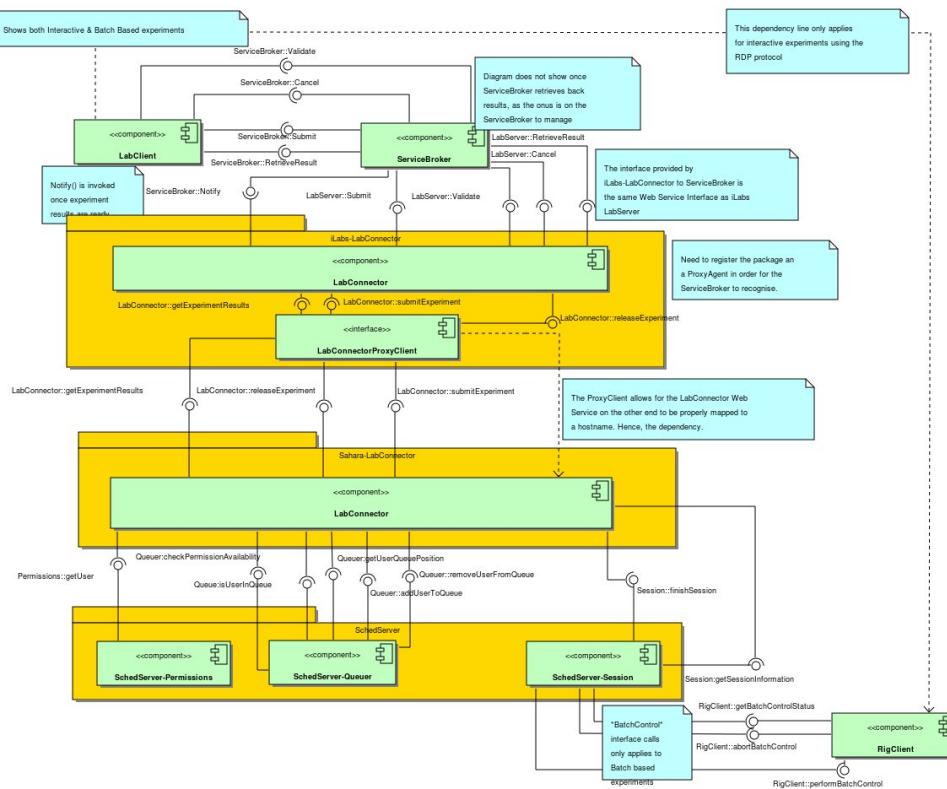 Shows both Interactive & Batch Based experiments
This dependency line only applies
for interactive experiments using the
RDP protocol
ServiceBroker::Validate
ServiceBroker::Cancel
Diagram does not show once
ServiceBroker retrieves back
results, as the onus is on the
ServiceBroker to manage
<<component>>
LabClient
ServiceBroker::Submit
ServiceBroker::RetrieveResult
<<component>>
ServiceBroker
LabServer::RetrieveResult
LabServer::Cancel
Notify() is invoked
once experiment
results are ready
ServiceBroker::Notify
LabServer::Submit
LabServer::Validate
The interface provided by
iLabs-LabConnector to ServiceBroker is
the same Web Service Interface as iLabs
LabServer
iLabs-LabConnector
<<component>>
LabConnector
Need to register the package an
a ProxyAgent in order for the
ServiceBroker to recognise.
LabConnector::getExperimentResults
LabConnector::submitExperiment
LabConnector::releaseExperiment
<<interface>>
LabConnectorProxyClient
LabConnector::getExperimentResults
LabConnector::releaseExperiment
LabConnector::submitExperiment
The ProxyClient allows for the LabConnector Web
Service on the other end to be properly mapped to
a hostname. Hence, the dependency.
Sahara-LabConnector
<<component>>
LabConnector
Queuer:checkPermissionAvailability
Queuer:getUserQueuePosition
Permissions::getUser
Queue:isUserInQueue
Queuer::removeUserFromQueue
Queuer::addUserToQueue
Session::finishSession
SchedServer
<<component>>
SchedServer-Permissions
<<component>>
SchedServer-Queuer
<<component>>
SchedServer-Session
Session:getSessionInformation
RigClient::getBatchControlStatus
"BatchControl"
interface calls
only applies to
Batch based
experiments
RigClient::abortBatchControl
<<component>>
RigClient
RigClient::performBatchControl